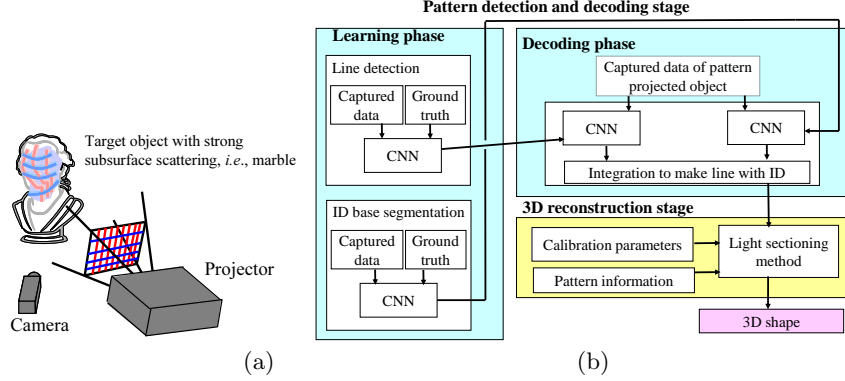 Target object with strong
subsurface scattering, i.e., marble
Projector
Camera
(a)
Pattern detection and decoding stage
Learning phase
Line detection
Captured
data
Ground
truth
CNN
ID base segmentation
Captured
data
Ground
truth
CNN
Decoding phase
Captured data of pattern
projected object
CNN
CNN
Integration to make line with ID
3D reconstruction stage
Calibration parameters
Pattern information
Light sectioning
method
3D shape
(b)